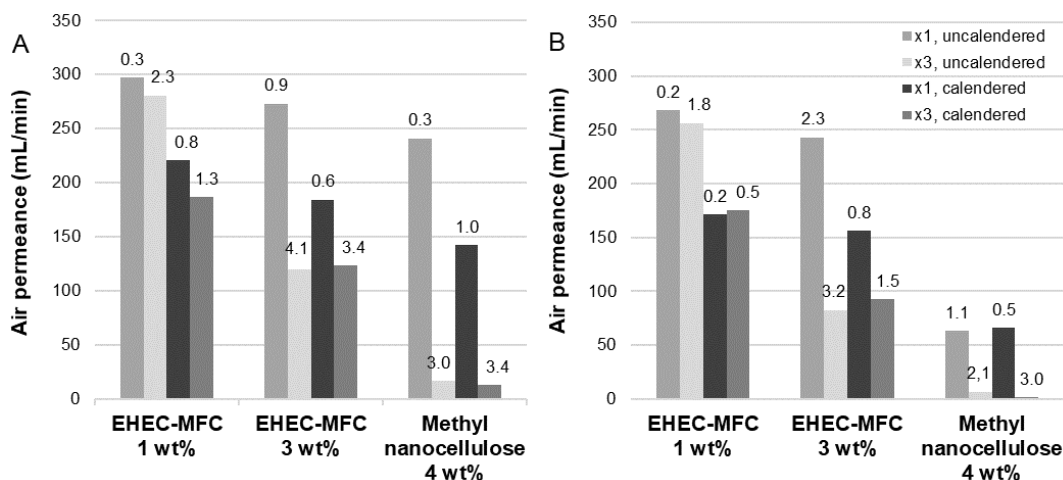 A
Air permeance (mL/min)
350
300
250
200
150
100
50
0
0.3
2.3
0.8
1.3
0.9
4.1
0.6
3.4
0.3
3.0
1.0
3.4
EHEC-MFC
1 wt%
EHEC-MFC
3 wt%
Methyl
nanocellulose
4 wt%
B
Air permeance (mL/min)
350
300
250
200
150
100
50
0
x1, uncalendered
x3, uncalendered
x1, calendered
x3, calendered
0.2
1.8
0.2
0.5
2.3
3.2
0.8
1.5
1.1
2,1
0.5
3.0
EHEC-MFC
1 wt%
EHEC-MFC
3 wt%
Methyl
nanocellulose
4 wt%